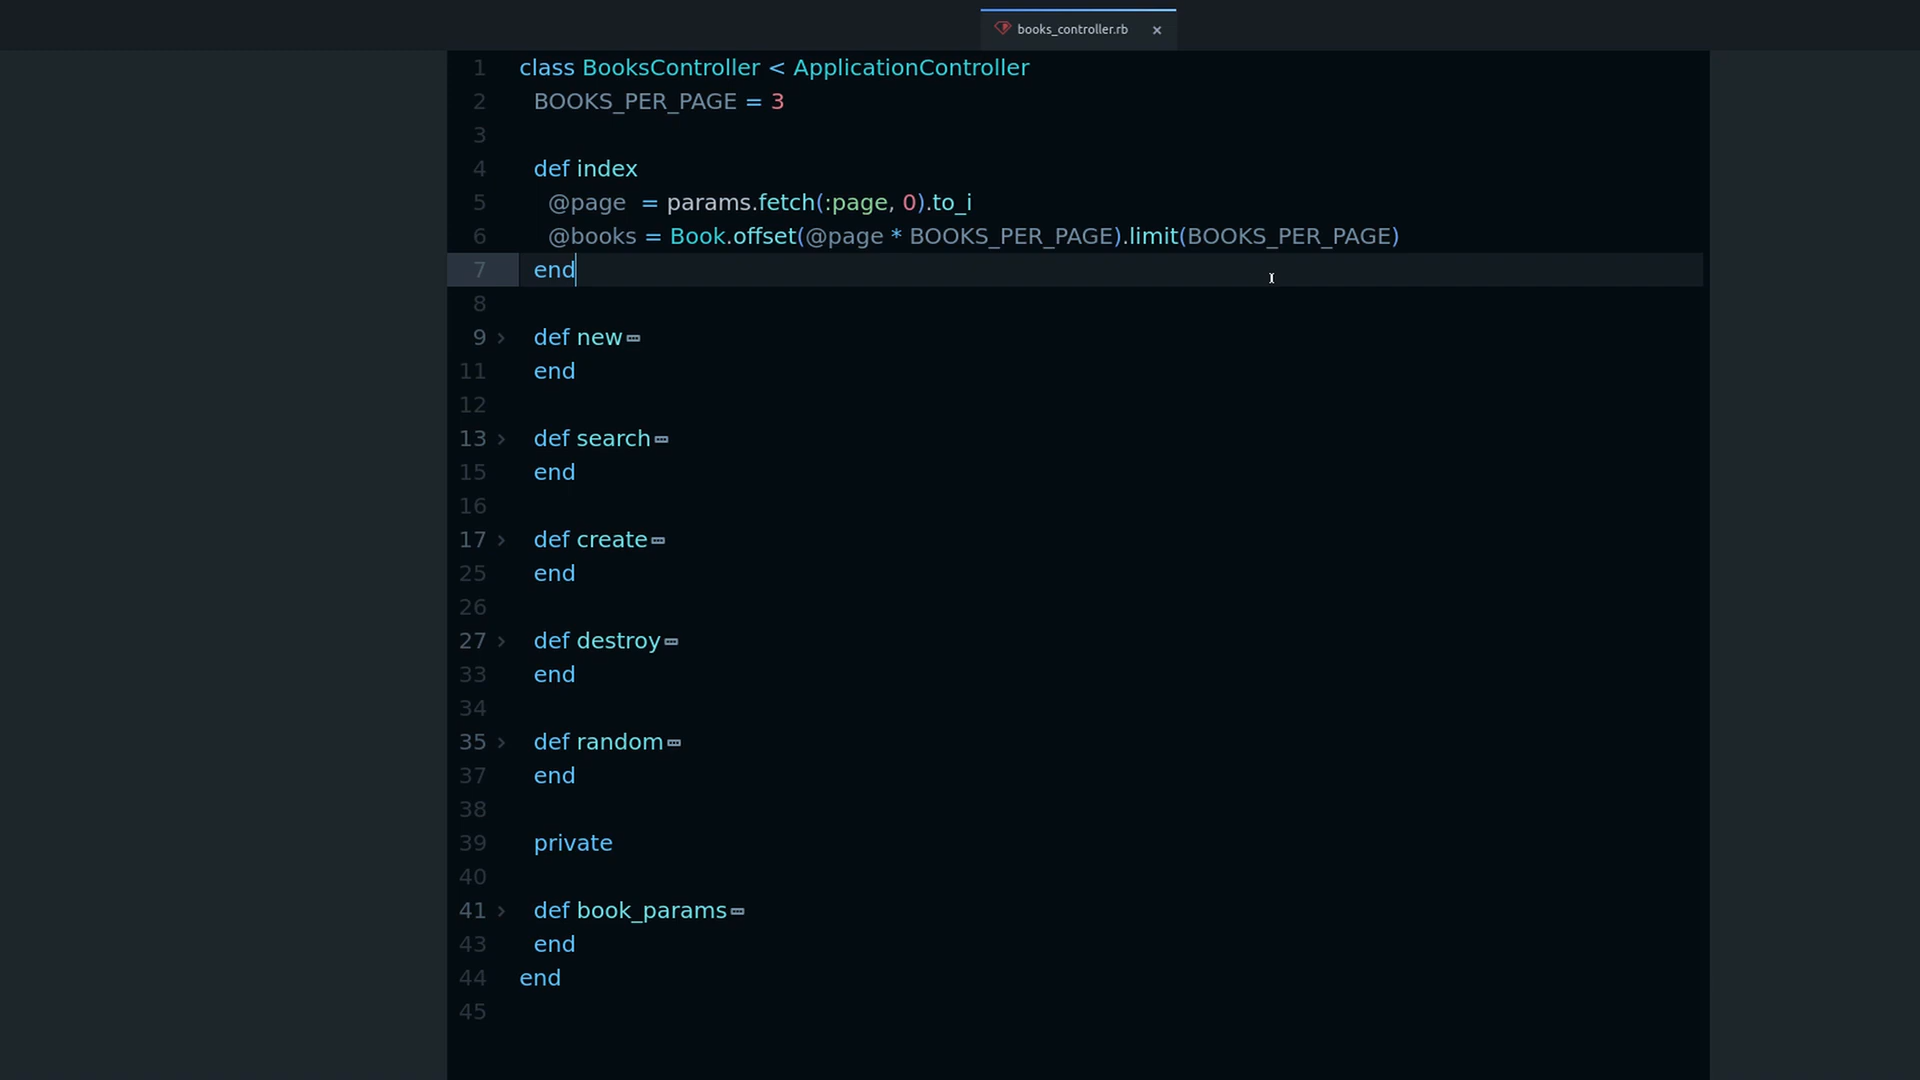 books_controller.rb ×
1 class BooksController < ApplicationController
2 BOOKS_PER_PAGE = 3
3
4 def index
5 @page  = params.fetch(:page, 0).to_i
6 @books = Book.offset(@page * BOOKS_PER_PAGE).limit(BOOKS_PER_PAGE)
7 end
8
9 def new
11 end
12
13 def search
15 end
16
17 def create
25 end
26
27 def destroy
33 end
34
35 def random
37 end
38
39 private
40
41 def book_params
43 end
44 end
45